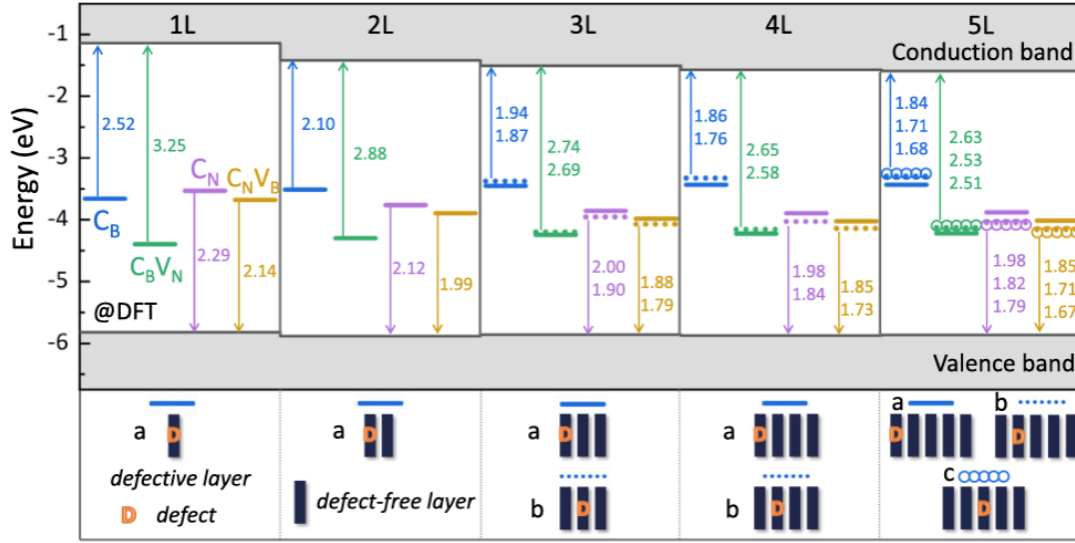 1L 2L 3L 4L 5L
Conduction band
Energy (eV)
-1
-2
-3
-4
-5
-6
2.52
3.25
C_B
C_BV_N
C_N
C_NV_B
2.29
2.14
@DFT
2.10
2.88
2.12
1.99
1.94
1.87
2.74
2.69
2.00
1.90
1.88
1.79
1.86
1.76
2.65
2.58
1.98
1.84
1.85
1.73
1.84
1.71
1.68
2.63
2.53
2.51
1.98
1.82
1.79
1.85
1.71
1.67
Valence band
a
D
defective layer
D defect
a
D
defect-free layer
a
D
b
D
a
D
b
D
a
D
b
D
c
D